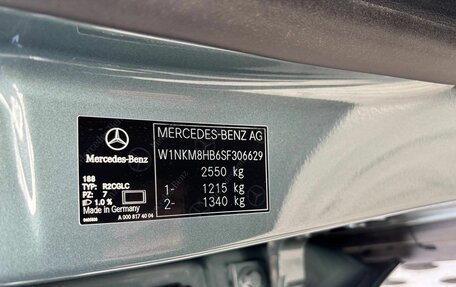 Mercedes-Benz
188
TYP: R2CGLC
PZ: 7
1.0 %
Made in Germany
A 000 817 40 04
MERCEDES-BENZ AG
W1NKM8HB6SF306629
2550 kg
1- 1215 kg
2- 1340 kg